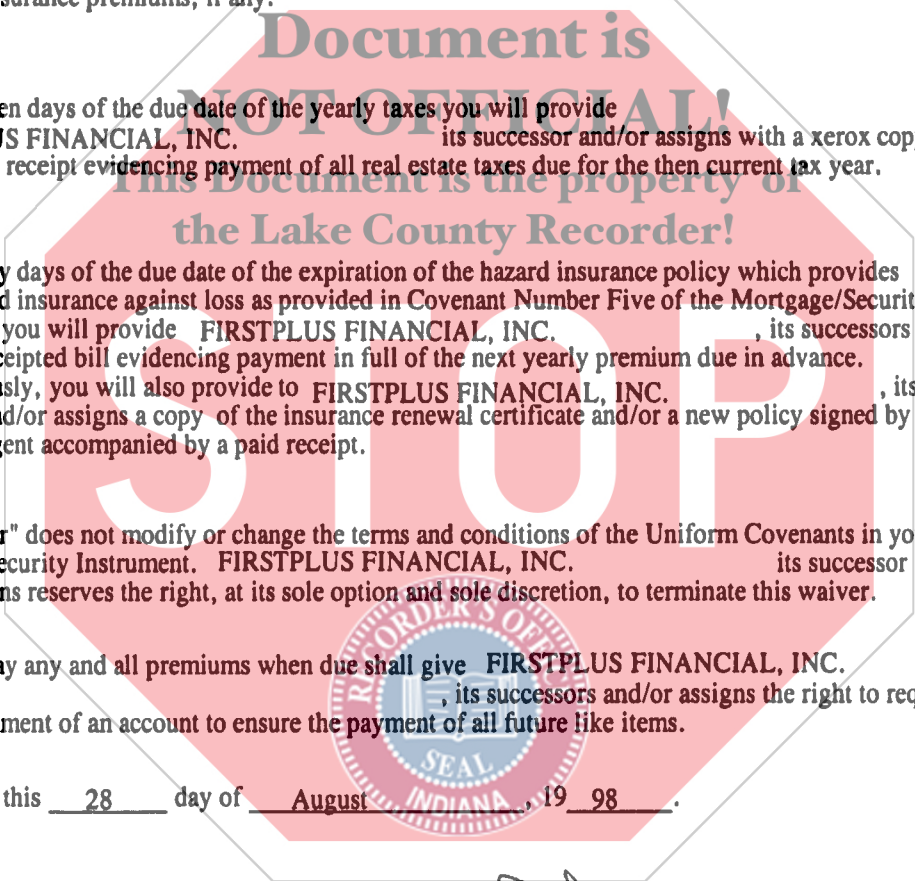 surance premiums, if any.
Document is
en days of the due date of the yearly taxes you will provide
NOT OFFICIAL!
US FINANCIAL, INC. its successor and/or assigns with a xerox cop
receipt evidencing payment of all real estate taxes due for the then current tax year.
This Document is the property of
the Lake County Recorder!
y days of the due date of the expiration of the hazard insurance policy which provides
d insurance against loss as provided in Covenant Number Five of the Mortgage/Securit
you will provide FIRSTPLUS FINANCIAL, INC. , its successors
ceipted bill evidencing payment in full of the next yearly premium due in advance.
sly, you will also provide to FIRSTPLUS FINANCIAL, INC. , its
d/or assigns a copy of the insurance renewal certificate and/or a new policy signed by
gent accompanied by a paid receipt.
STOP
r" does not modify or change the terms and conditions of the Uniform Covenants in yo
ecurity Instrument. FIRSTPLUS FINANCIAL, INC. its successor
ns reserves the right, at its sole option and sole discretion, to terminate this waiver.
RECORDER'S OFFICE
ay any and all premiums when due shall give FIRSTPLUS FINANCIAL, INC.
, its successors and/or assigns the right to req
ment of an account to ensure the payment of all future like items.
SEAL
INDIANA
this 28 day of August , 19 98 .